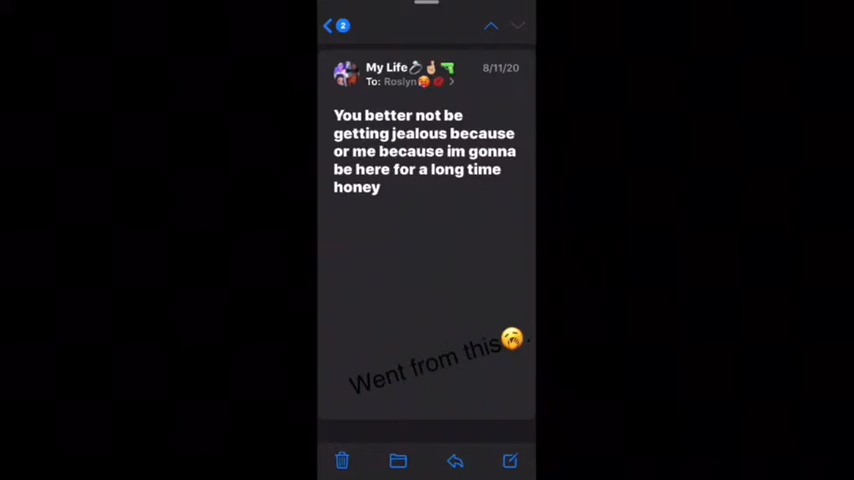 2
My Life💍🤞🏼🔫 8/11/20
To: Roslyn🥵💋 >
You better not be
getting jealous because
or me because im gonna
be here for a long time
honey
Went from this🥱..